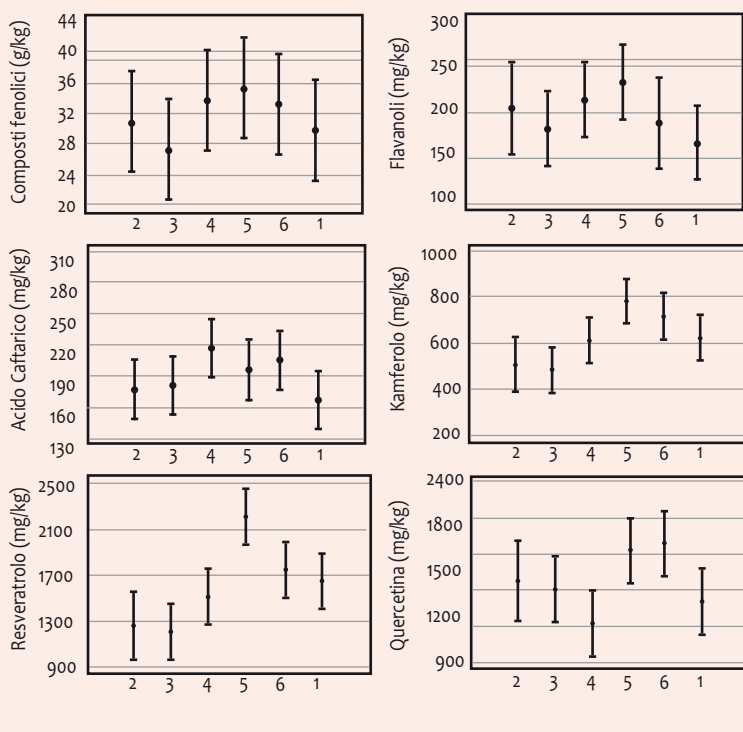 Composti fenolici (g/kg)
44
40
36
32
28
24
20
2 3 4 5 6 1
Flavanoli (mg/kg)
300
250
200
150
100
2 3 4 5 6 1
Acido Caftarico (mg/kg)
310
280
250
220
190
160
130
2 3 4 5 6 1
Kamferolo (mg/kg)
1000
800
600
400
200
2 3 4 5 6 1
Resveratrolo (mg/kg)
2500
2100
1700
1300
900
2 3 4 5 6 1
Quercetina (mg/kg)
2400
1800
1500
1200
900
2 3 4 5 6 1